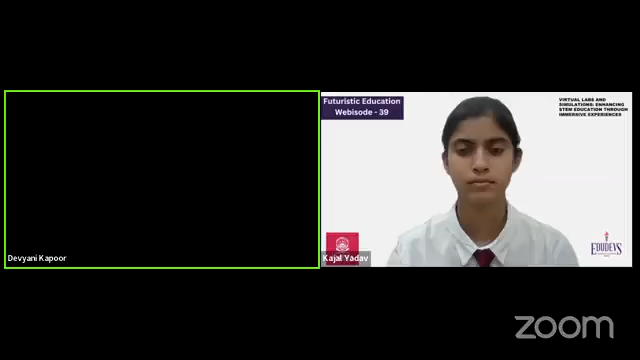 Futuristic Education
Webisode - 39
VIRTUAL LABS AND
SIMULATIONS: ENHANCING
STEM EDUCATION THROUGH
IMMERSIVE EXPERIENCES
Devyani Kapoor
Kajal Yadav
EDUDEVS
zoom